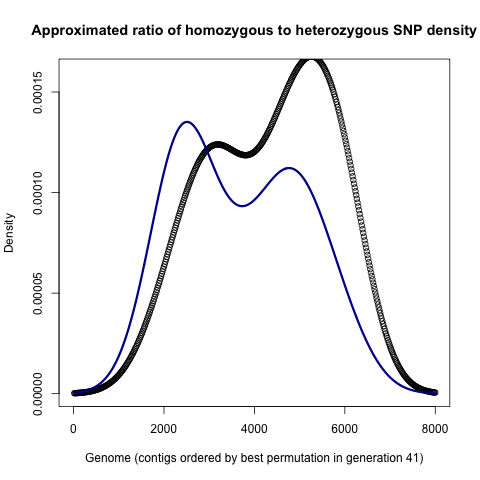 Approximated ratio of homozygous to heterozygous SNP density
Density
0.00015
0.00010
0.00005
0.00000
0 2000 4000 6000 8000
Genome (contigs ordered by best permutation in generation 41)